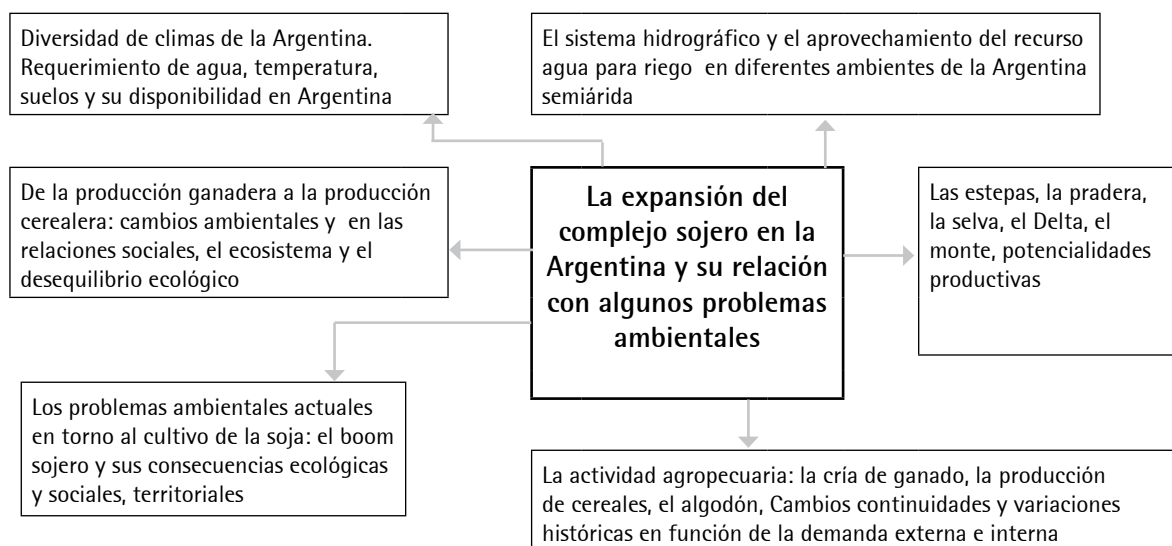 Diversidad de climas de la Argentina.
Requerimiento de agua, temperatura,
suelos y su disponibilidad en Argentina
El sistema hidrográfico y el aprovechamiento del recurso
agua para riego en diferentes ambientes de la Argentina
semiárida
De la producción ganadera a la producción
cerealera: cambios ambientales y en las
relaciones sociales, el ecosistema y el
desequilibrio ecológico
La expansión del
complejo sojero en la
Argentina y su relación
con algunos problemas
ambientales
Las estepas, la pradera,
la selva, el Delta, el
monte, potencialidades
productivas
Los problemas ambientales actuales
en torno al cultivo de la soja: el boom
sojero y sus consecuencias ecológicas
y sociales, territoriales
La actividad agropecuaria: la cría de ganado, la producción
de cereales, el algodón, Cambios continuidades y variaciones
históricas en función de la demanda externa e interna